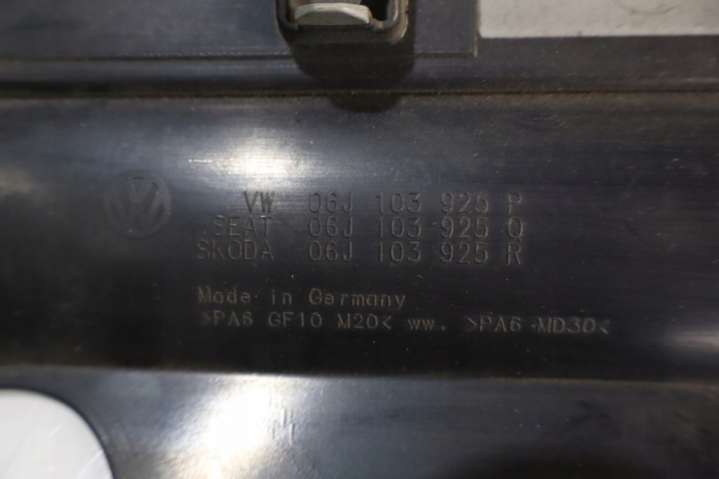 VW 06J 103 925 P
SEAT 06J 103 925 Q
SKODA 06J 103 925 R
Made in Germany
>PA6 GF10 M20< ww. >PA6-MD30<